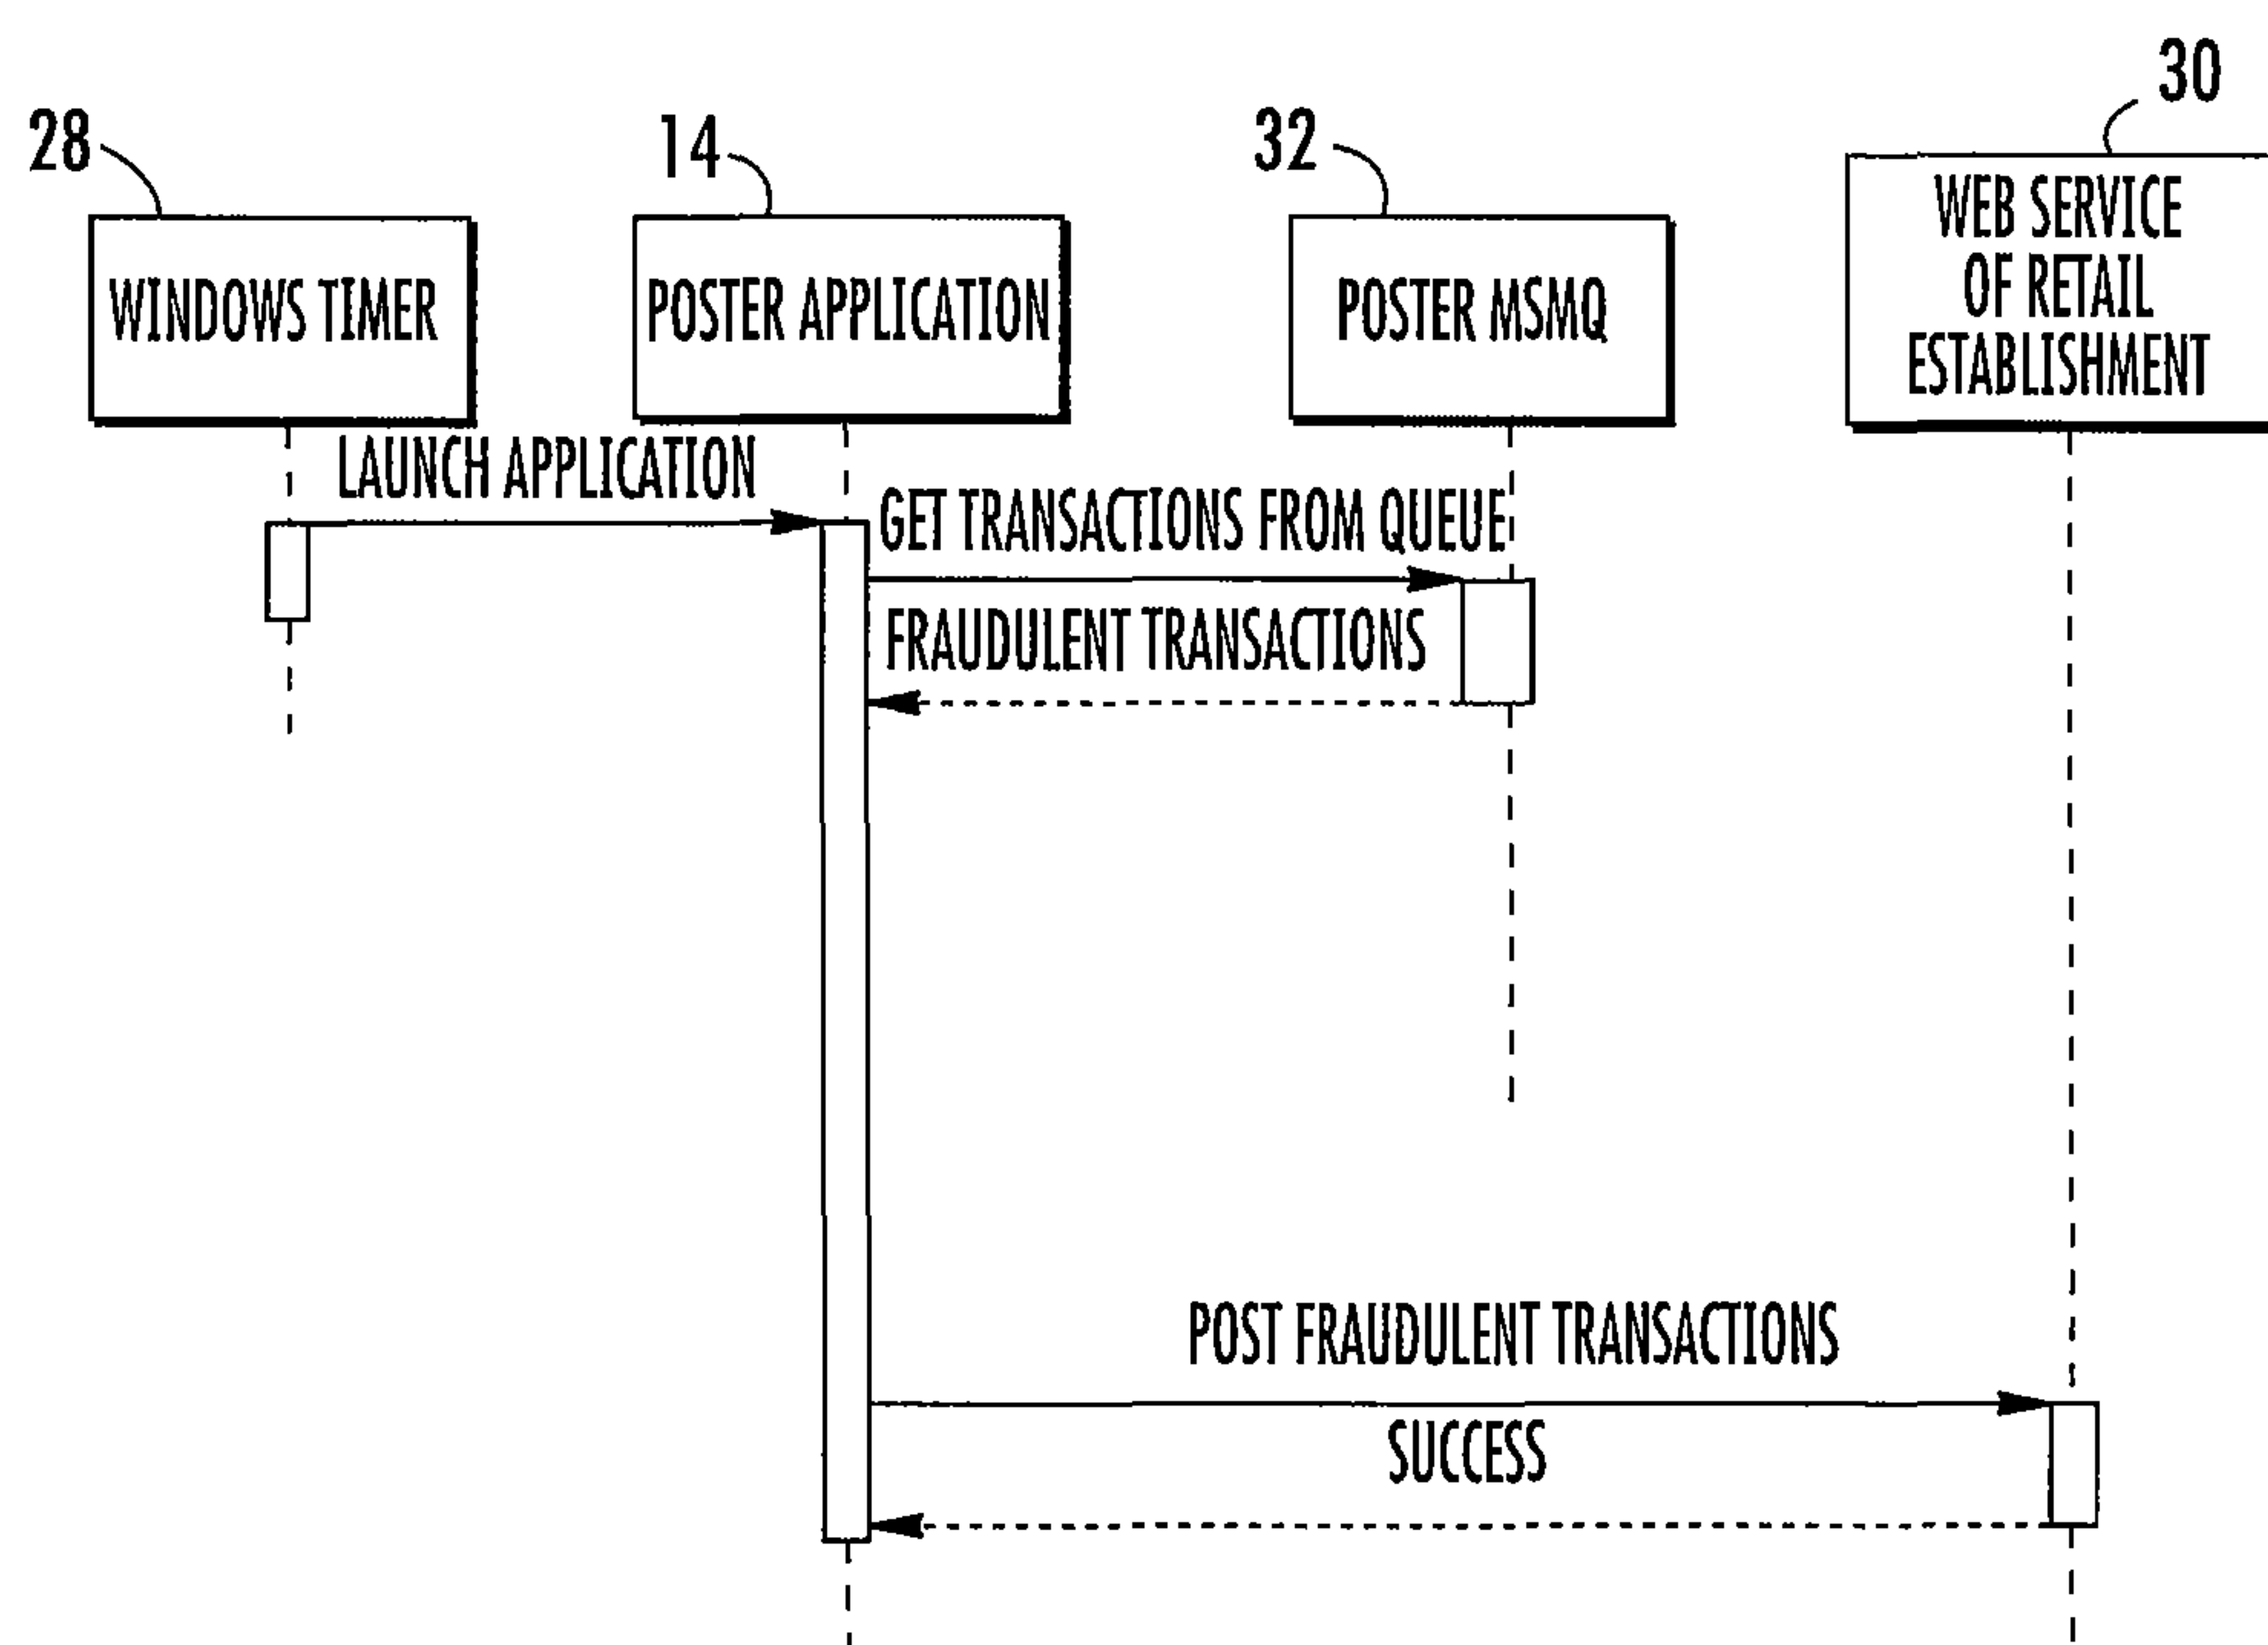 30
28
14
32
WINDOWS TIMER
POSTER APPLICATION
POSTER MSMQ
WEB SERVICE
OF RETAIL
ESTABLISHMENT
LAUNCH APPLICATION
GET TRANSACTIONS FROM QUEUE
FRAUDULENT TRANSACTIONS
POST FRAUDULENT TRANSACTIONS
SUCCESS